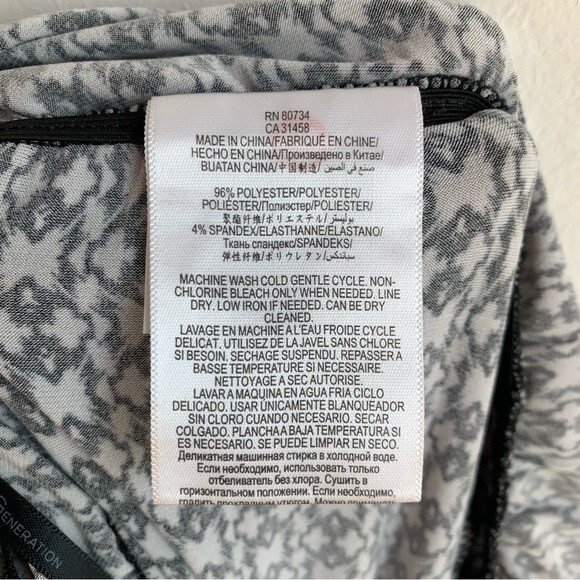 RN 80734
CA 31458
MADE IN CHINA/FABRIQUÉ EN CHINE/
HECHO EN CHINA/Произведено в Китае/
BUATAN CHINA/中国制造/ صنع في الصين/
96% POLYESTER/POLYESTER/
POLIÉSTER/Полиэстер/POLYESTER/
聚酯纤维/ポリエステル/بوليستر/
4% SPANDEX/ELASTHANNE/ELASTANO/
Ткань спандекс/SPANDEKS/
弹性纤维/ポリウレタン/سباندكس/
MACHINE WASH COLD GENTLE CYCLE. NON-
CHLORINE BLEACH ONLY WHEN NEEDED. LINE
DRY. LOW IRON IF NEEDED. CAN BE DRY
CLEANED.
LAVAGE EN MACHINE A L'EAU FROIDE CYCLE
DELICAT. UTILISEZ DE LA JAVEL SANS CHLORE
SI BESOIN. SECHAGE SUSPENDU. REPASSER A
BASSE TEMPERATURE SI NECESSAIRE.
NETTOYAGE A SEC AUTORISE.
LAVAR A MAQUINA EN AGUA FRIA CICLO
DELICADO. USAR ÚNICAMENTE BLANQUEADOR
SIN CLORO CUANDO NECESARIO. SECAR
COLGADO. PLANCHA A BAJA TEMPERATURA SI
ES NECESARIO. SE PUEDE LIMPIAR EN SECO.
Деликатная машинная стирка в холодной воде.
Если необходимо, использовать только
отбеливатель без хлора. Сушить в
горизонтальном положении. Если необходимо,
гладить прохладным утюгом. Можно применять
GENERATION